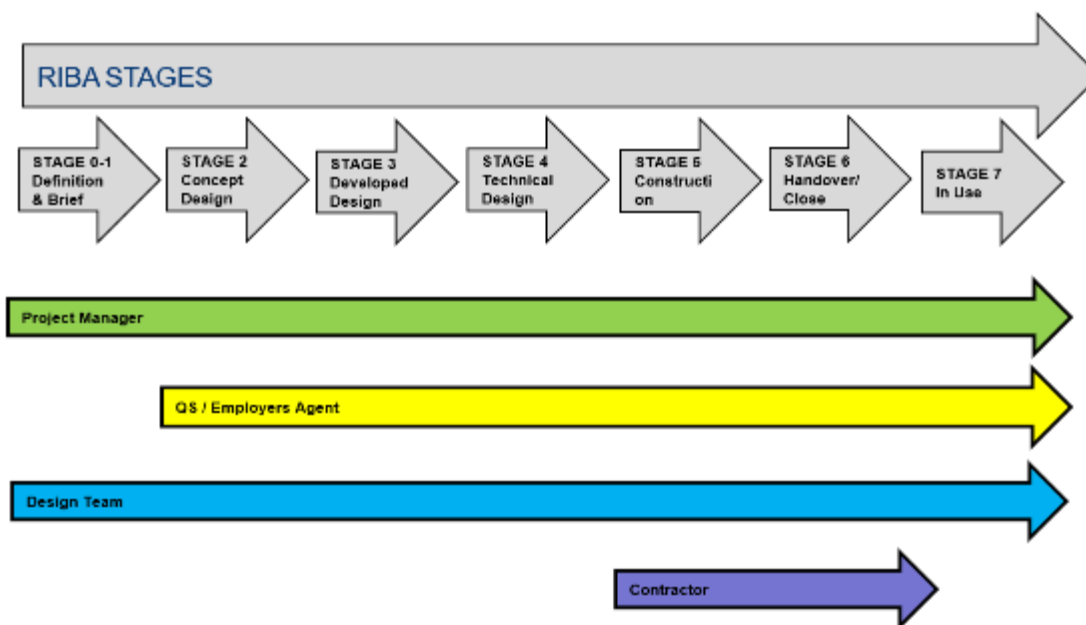 RIBA STAGES
STAGE 0-1
Definition
& Brief
STAGE 2
Concept
Design
STAGE 3
Developed
Design
STAGE 4
Technical
Design
STAGE 5
Constructi
on
STAGE 6
Handover/
Close
STAGE 7
In Use
Project Manager
QS / Employers Agent
Design Team
Contractor